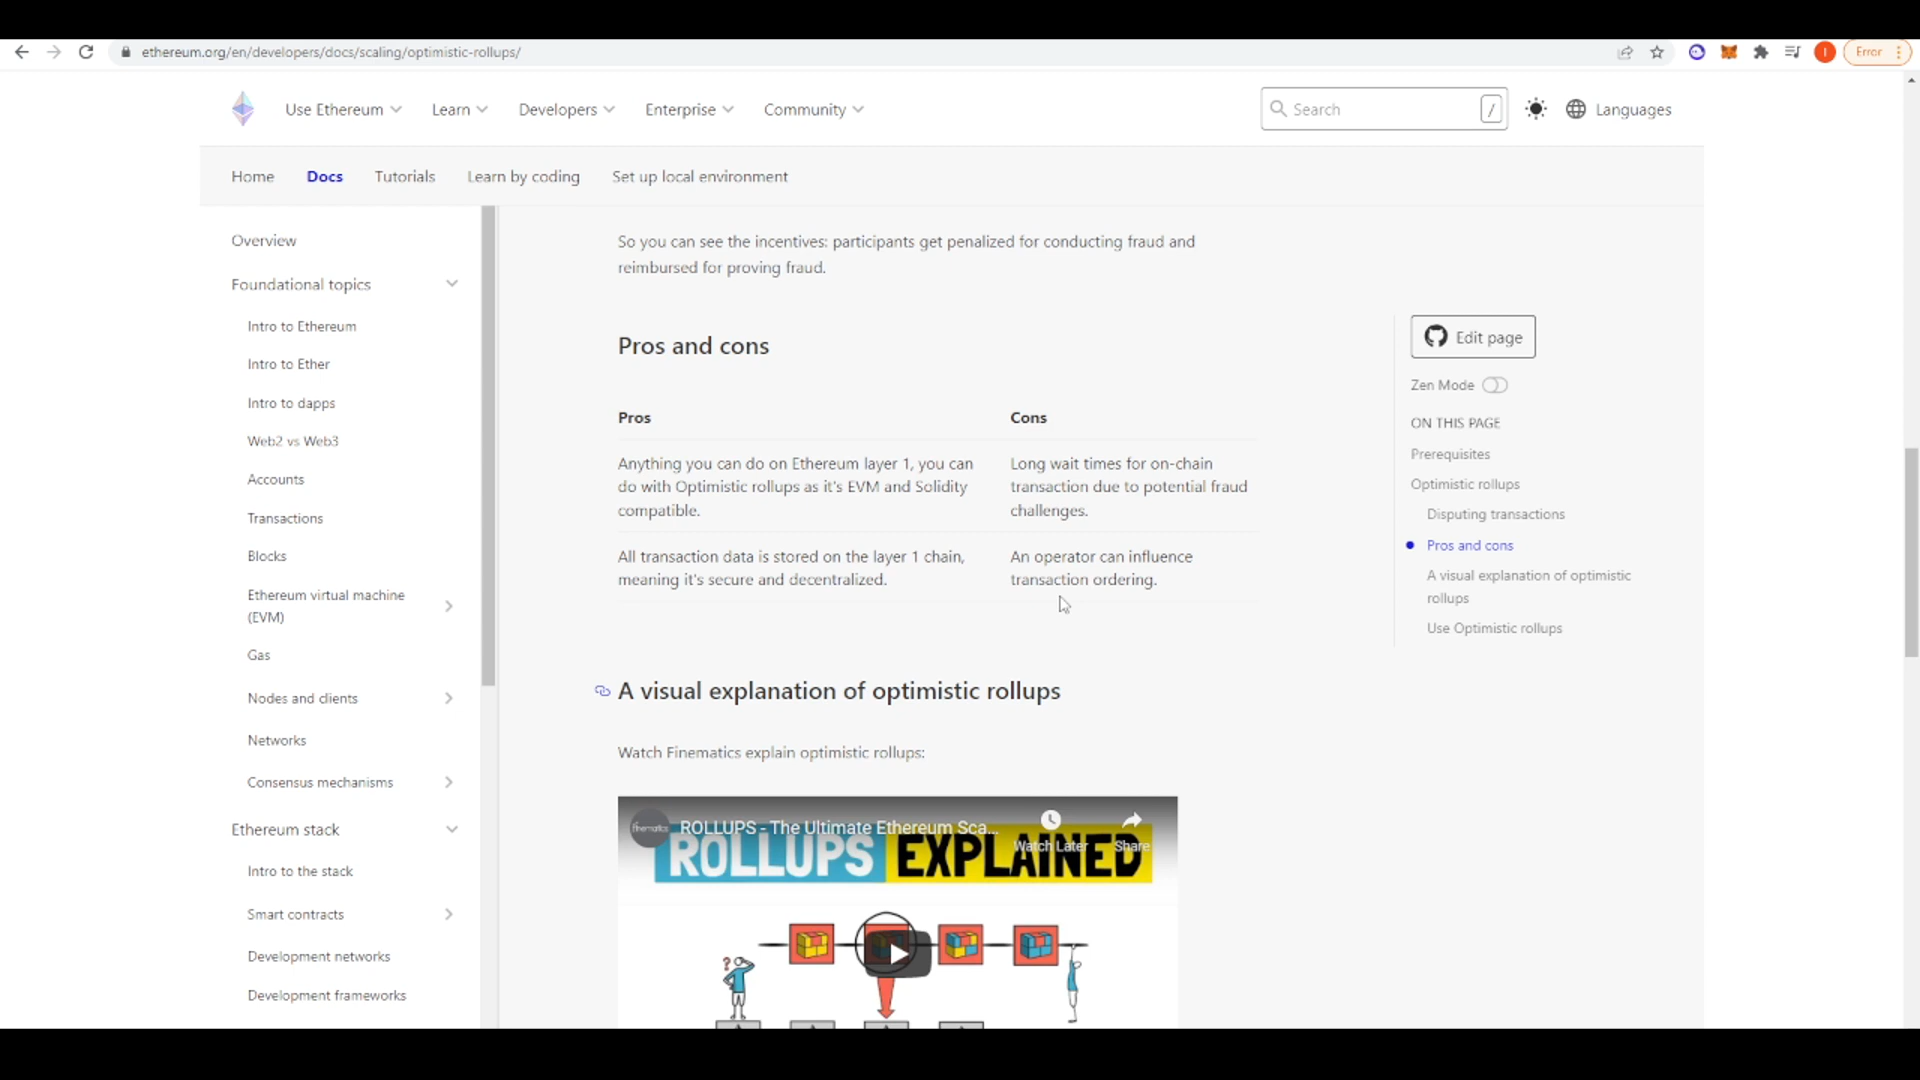 ethereum.org/en/developers/docs/scaling/optimistic-rollups/
Error
Use Ethereum
Learn
Developers
Enterprise
Community
Search
/
Languages
Home
Docs
Tutorials
Learn by coding
Set up local environment
Overview
Foundational topics
Intro to Ethereum
Intro to Ether
Intro to dapps
Web2 vs Web3
Accounts
Transactions
Blocks
Ethereum virtual machine
(EVM)
Gas
Nodes and clients
Networks
Consensus mechanisms
Ethereum stack
Intro to the stack
Smart contracts
Development networks
Development frameworks
So you can see the incentives: participants get penalized for conducting fraud and
reimbursed for proving fraud.
Pros and cons
Pros
Cons
Anything you can do on Ethereum layer 1, you can
do with Optimistic rollups as it's EVM and Solidity
compatible.
Long wait times for on-chain
transaction due to potential fraud
challenges.
All transaction data is stored on the layer 1 chain,
meaning it's secure and decentralized.
An operator can influence
transaction ordering.
A visual explanation of optimistic rollups
Watch Finematics explain optimistic rollups:
finematics
ROLLUPS - The Ultimate Ethereum Sca...
Watch Later
Share
ROLLUPS EXPLAINED
?
Edit page
Zen Mode
ON THIS PAGE
Prerequisites
Optimistic rollups
Disputing transactions
Pros and cons
A visual explanation of optimistic
rollups
Use Optimistic rollups